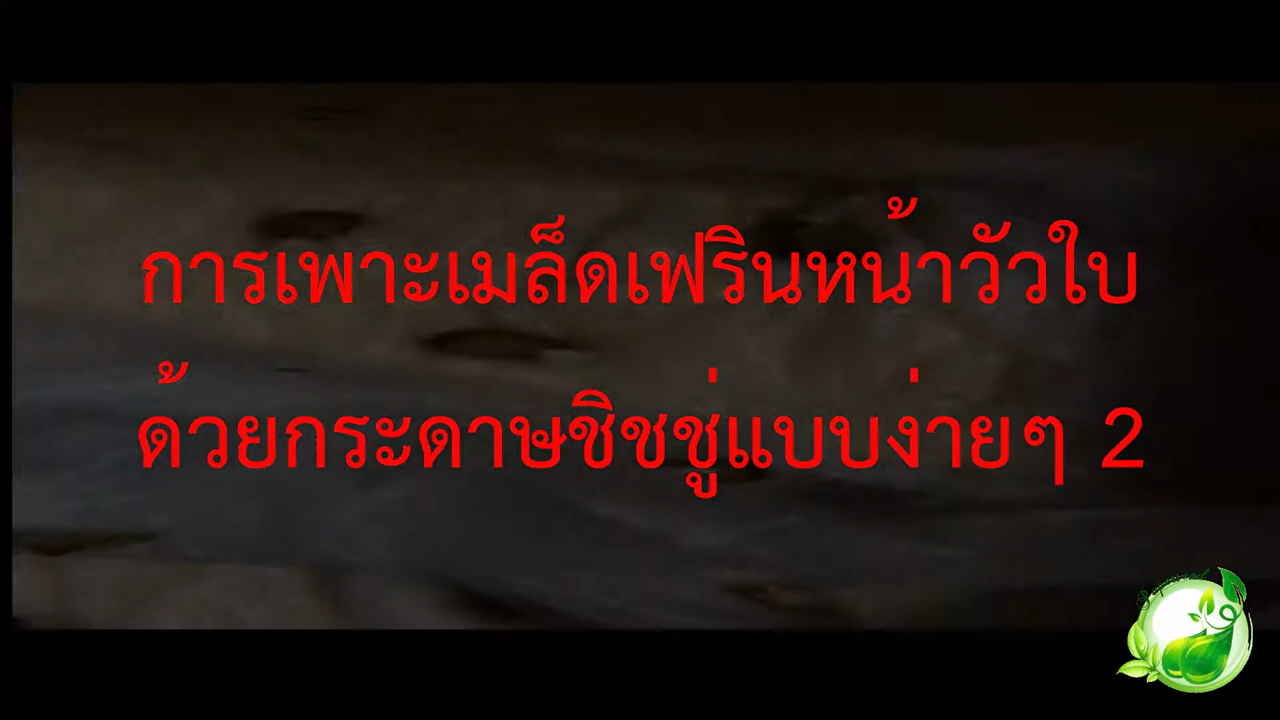 การเพาะเมล็ดเฟรินหน้าวัวใบ
ด้วยกระดาษชิชชู่แบบง่ายๆ 2